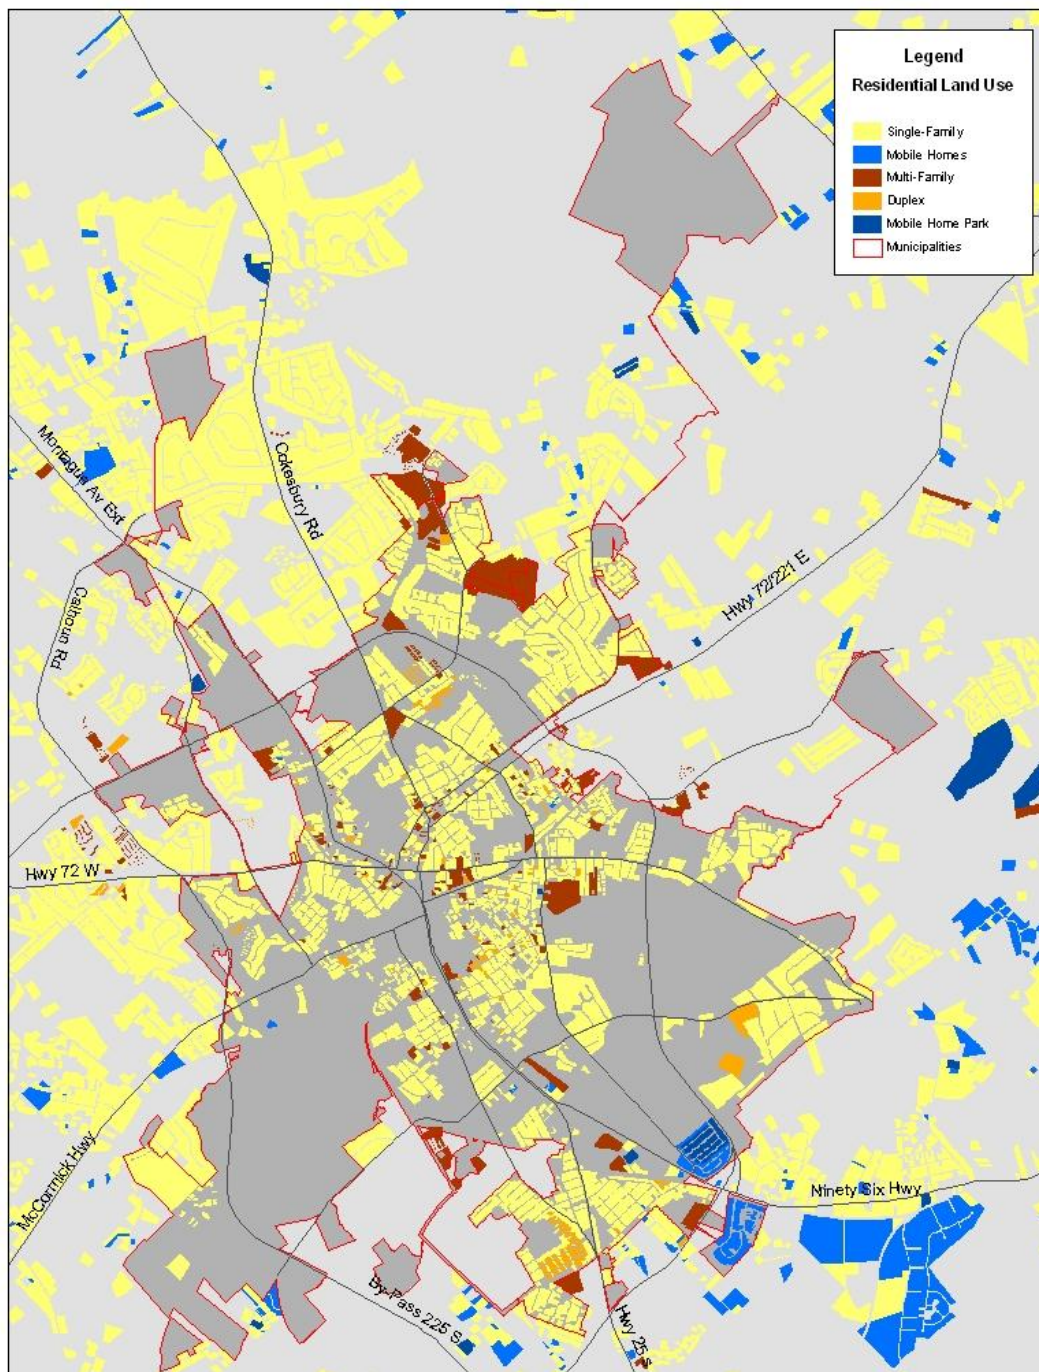 Legend
Residential Land Use
Single-Family
Mobile Homes
Multi-Family
Duplex
Mobile Home Park
Municipalities
Montague Av Ext
Cokesbury Rd
Calhoun Rd
Hwy 72/221 E
Hwy 72 W
McCormick Hwy
Ninety Six Hwy
By-Pass 225 S
Hwy 25 S